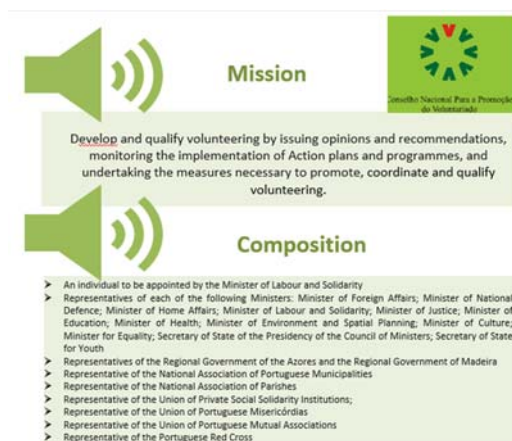 Mission
Conselho Nacional Para a Promoção
do Voluntariado
Develop and qualify volunteering by issuing opinions and recommendations,
monitoring the implementation of Action plans and programmes, and
undertaking the measures necessary to promote, coordinate and qualify
volunteering.
Composition
➤ An individual to be appointed by the Minister of Labour and Solidarity
➤ Representatives of each of the following Ministers: Minister of Foreign Affairs; Minister of National
Defence; Minister of Home Affairs; Minister of Labour and Solidarity; Minister of Justice; Minister of
Education; Minister of Health; Minister of Environment and Spatial Planning; Minister of Culture;
Minister for Equality; Secretary of State of the Presidency of the Council of Ministers; Secretary of State
for Youth
➤ Representatives of the Regional Government of the Azores and the Regional Government of Madeira
➤ Representative of the National Association of Portuguese Municipalities
➤ Representative of the National Association of Parishes
➤ Representative of the Union of Private Social Solidarity Institutions;
➤ Representative of the Union of Portuguese Misericórdias
➤ Representative of the Union of Portuguese Mutual Associations
➤ Representative of the Portuguese Red Cross